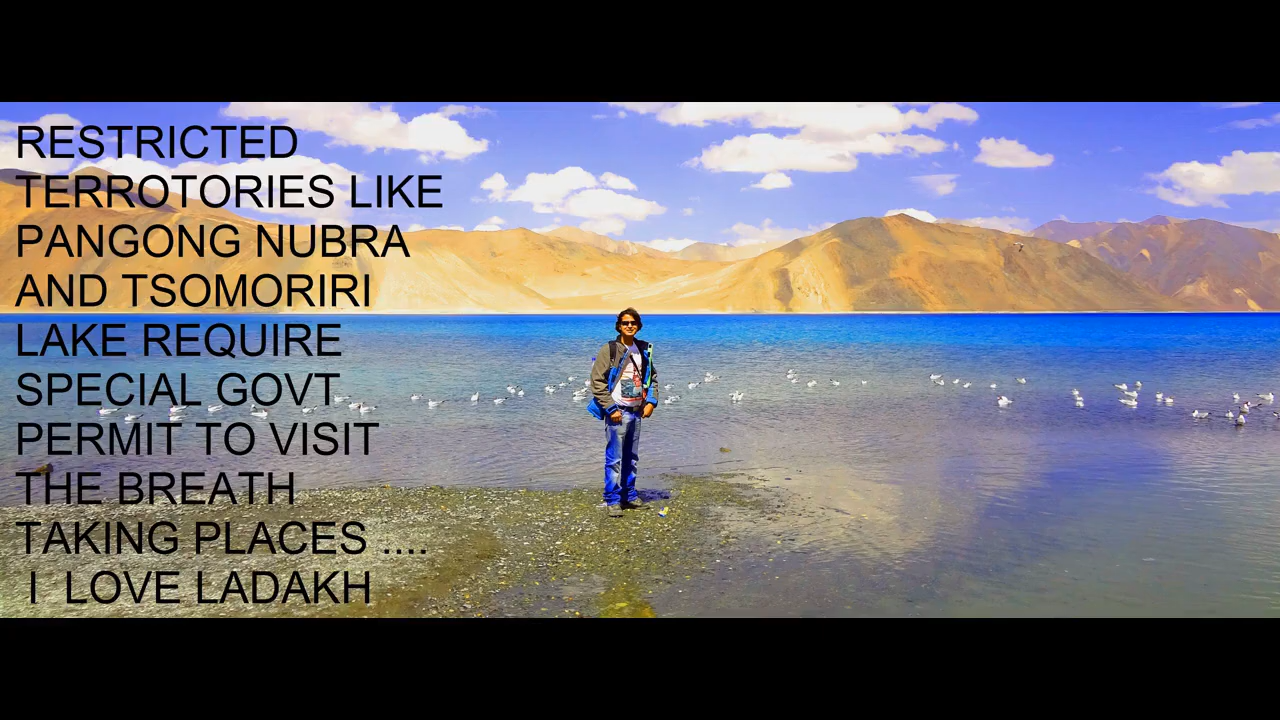 RESTRICTED
TERROTORIES LIKE
PANGONG NUBRA
AND TSOMORIRI
LAKE REQUIRE
SPECIAL GOVT
PERMIT TO VISIT
THE BREATH
TAKING PLACES ....
I LOVE LADAKH